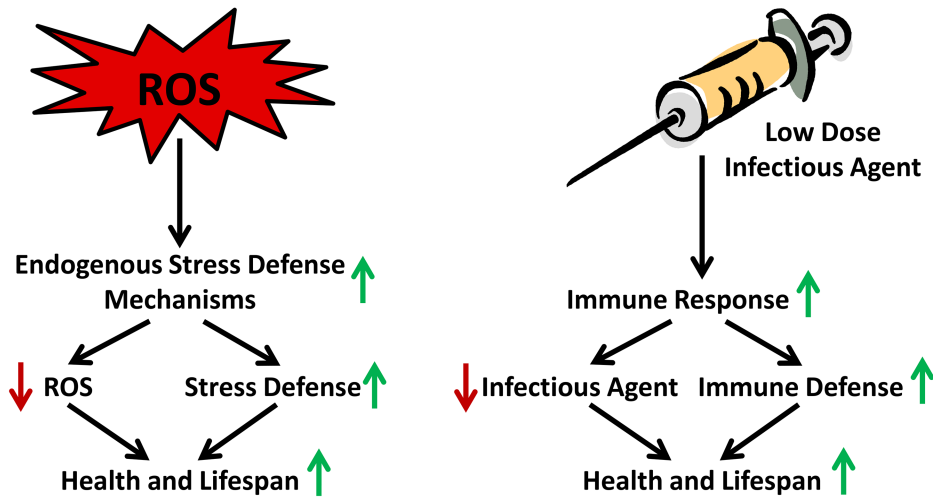 ROS
Low Dose
Infectious Agent
Endogenous Stress Defense
Mechanisms
Immune Response
ROS
Stress Defense
Infectious Agent
Immune Defense
Health and Lifespan
Health and Lifespan